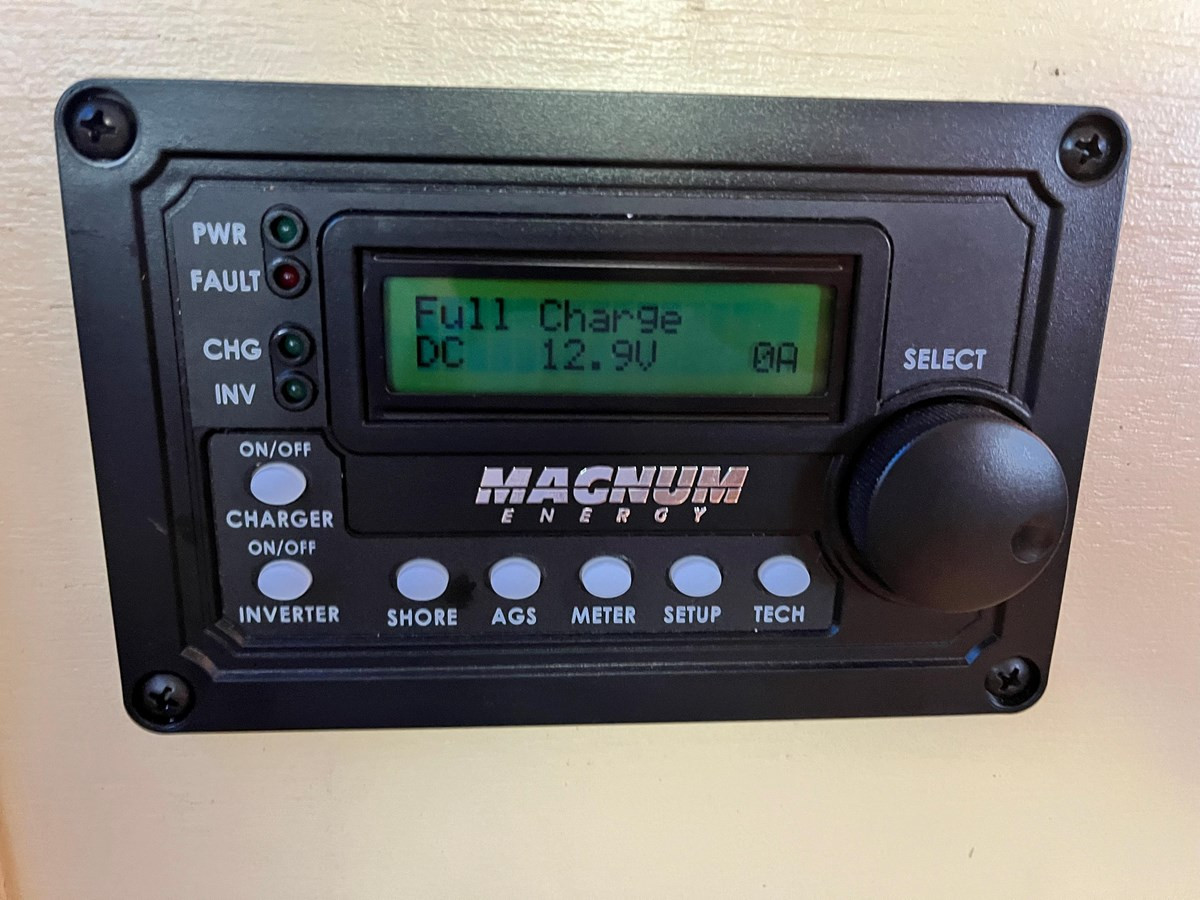 PWR
FAULT
CHG
INV
Full Charge
DC 12.9V 0A
SELECT
ON/OFF
CHARGER
ON/OFF
INVERTER
MAGNUM
ENERGY
SHORE
AGS
METER
SETUP
TECH